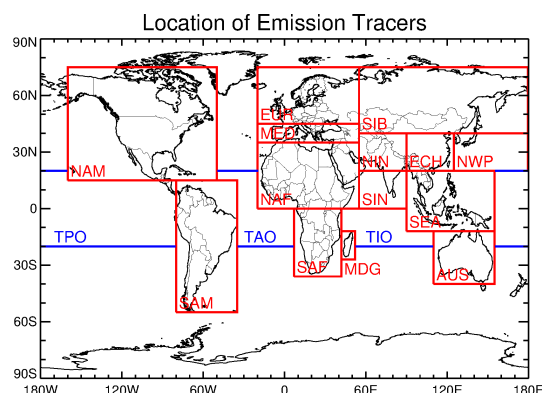 Location of Emission Tracers
90N
60N
EUR
SIB
MED
30N
NAM
NIN
ECH
NWP
NAF
SIN
0
SEA
TPO
TAO
TIO
30S
SAF
MDG
AUS
SAM
60S
90S
180W
120W
60W
0
60E
120E
180E